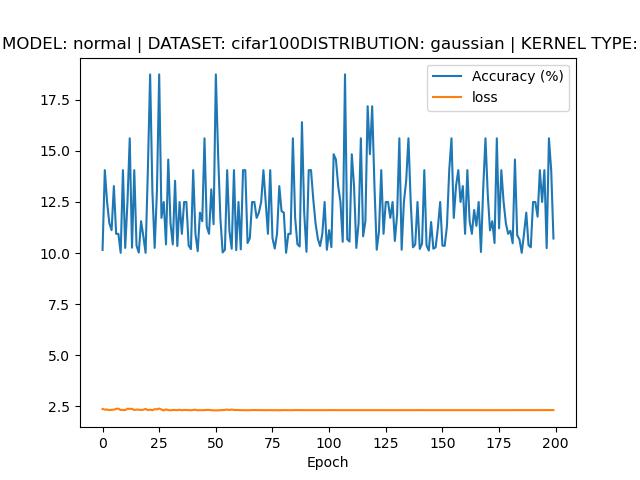 MODEL: normal | DATASET: cifar100DISTRIBUTION: gaussian | KERNEL TYPE:
Accuracy (%)
loss
17.5
15.0
12.5
10.0
7.5
5.0
2.5
0 25 50 75 100 125 150 175 200
Epoch